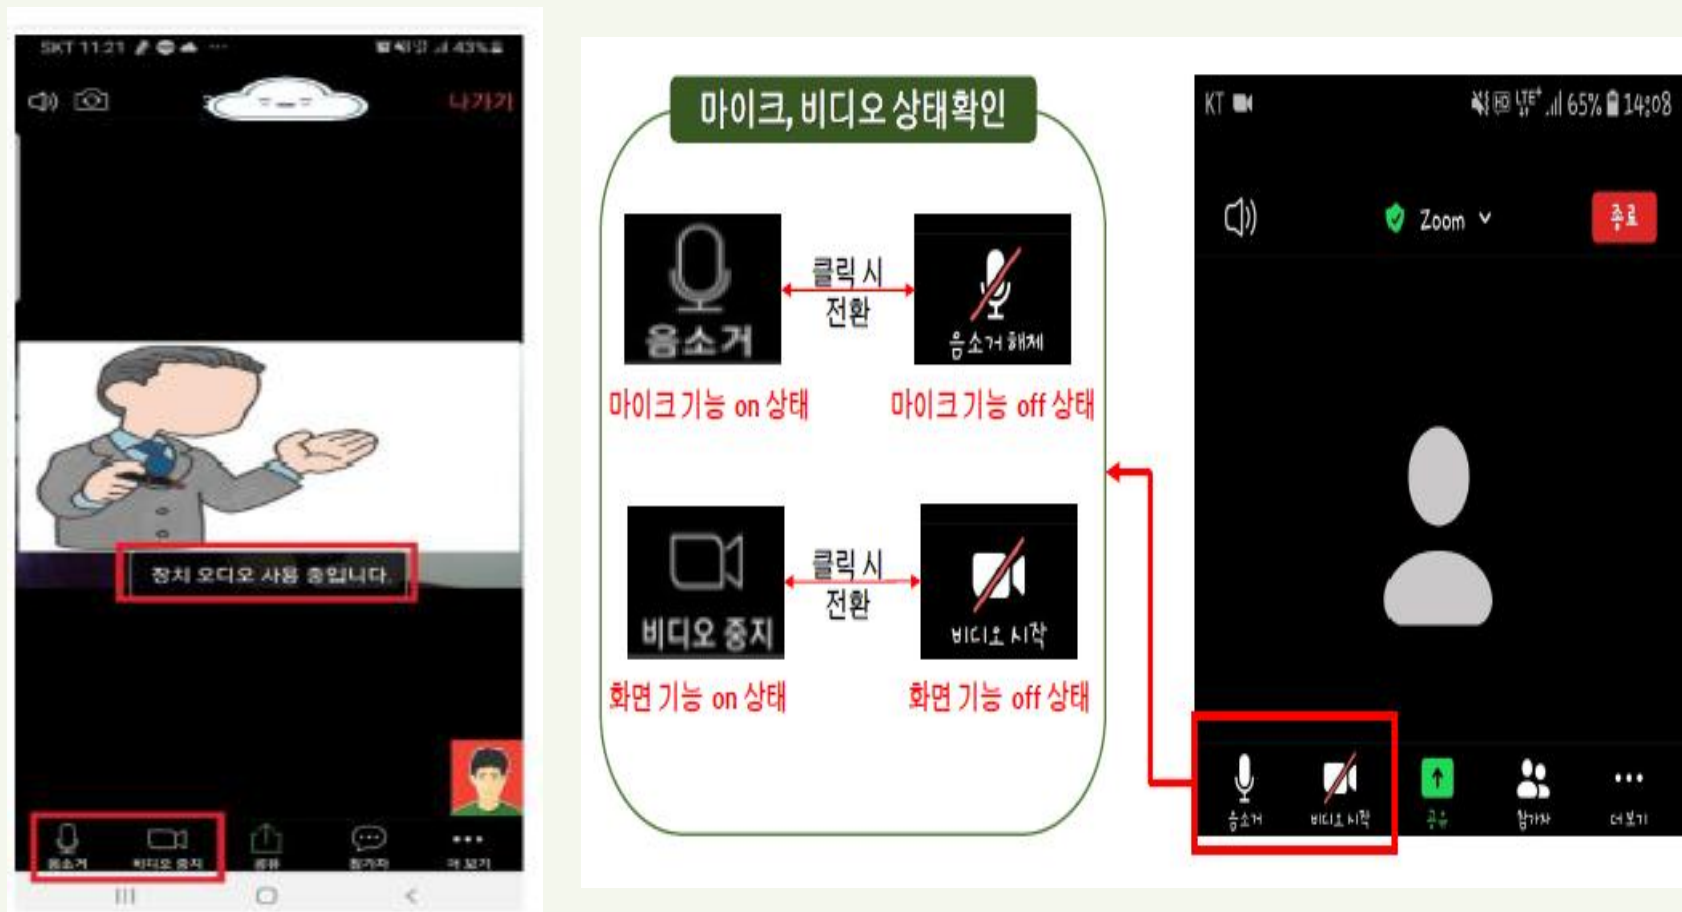 SKT 11:21
43%
나가기
장치 오디오 사용 중입니다.
음소거
비디오 중지
공유
참가자
더 보기
마이크, 비디오 상태확인
음소거
클릭 시
전환
음소거 해제
마이크 기능 on 상태
마이크 기능 off 상태
비디오 중지
클릭 시
전환
비디오 시작
화면 기능 on 상태
화면 기능 off 상태
KT
HD LTE+ 65% 14:08
Zoom
종료
음소거
비디오 시작
공유
참가자
더 보기